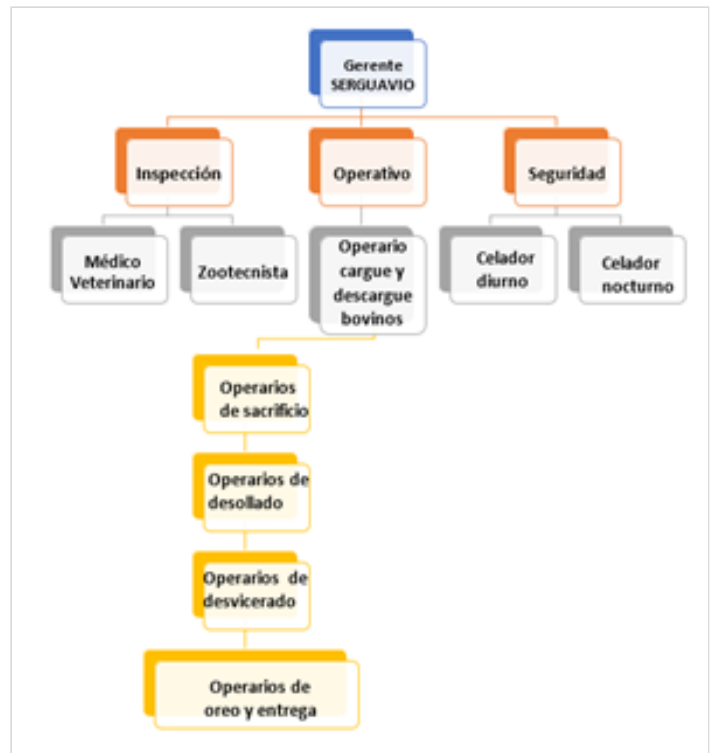 Gerente
SERGUAVIO
Inspección
Operativo
Seguridad
Médico
Veterinario
Zootecnista
Operario
cargue y
descargue
bovinos
Celador
diurno
Celador
nocturno
Operarios
de sacrificio
Operarios de
desollado
Operarios de
desvicerado
Operarios de
oreo y entrega